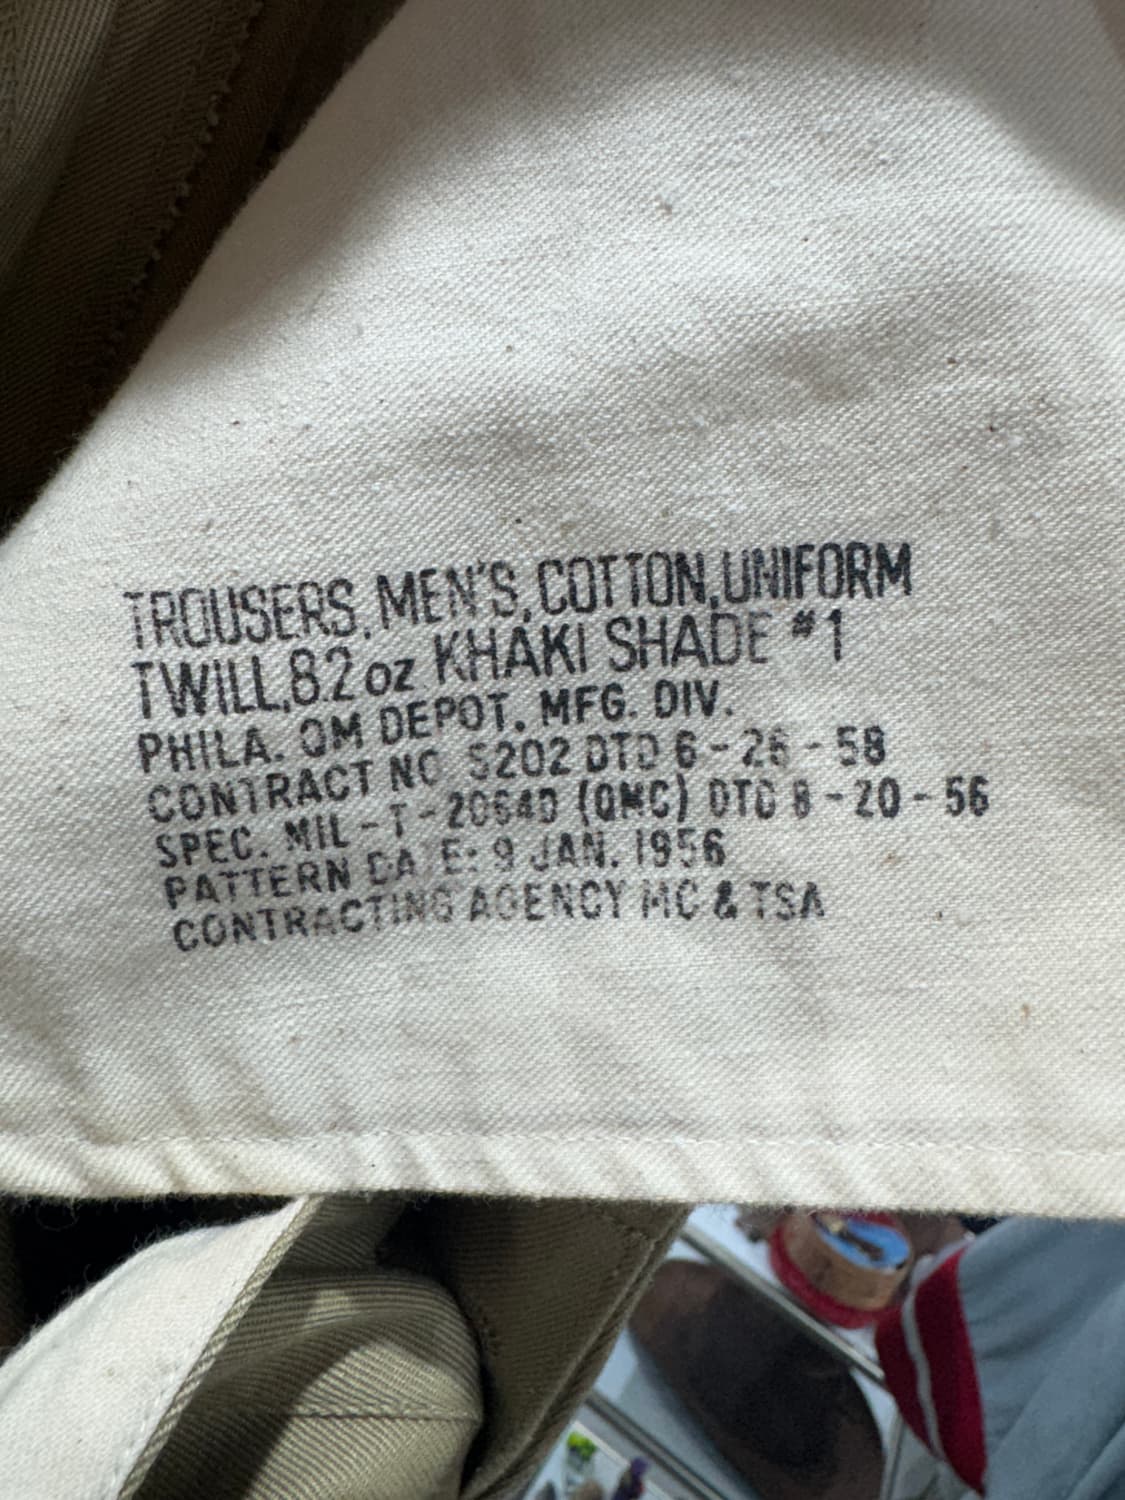 TROUSERS, MEN'S, COTTON, UNIFORM
TWILL, 8.2 oz KHAKI SHADE #1
PHILA. QM DEPOT. MFG. DIV.
CONTRACT NO. S202 DTD 6-26-58
SPEC. MIL-T-20640 (QMC) DTD 8-20-56
PATTERN DATE: 9 JAN. 1956
CONTRACTING AGENCY MC & TSA